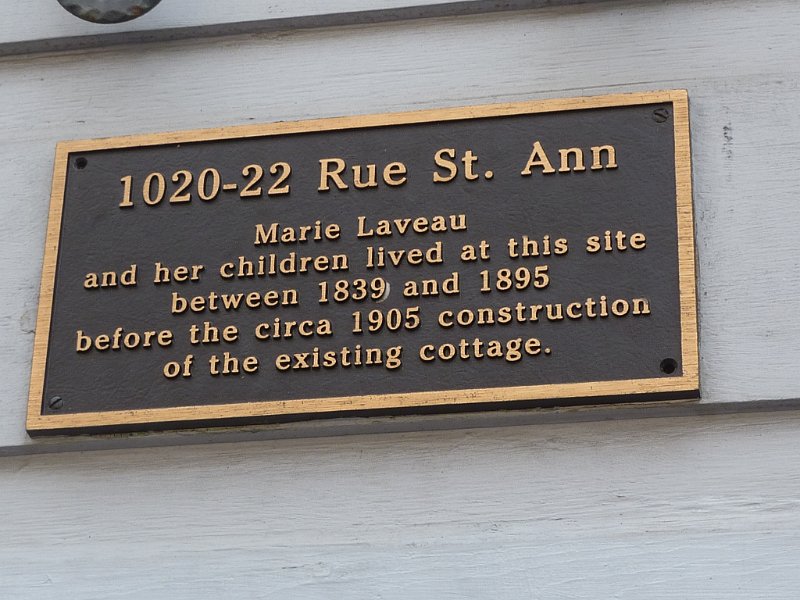 1020-22 Rue St. Ann
Marie Laveau
and her children lived at this site
between 1839 and 1895
before the circa 1905 construction
of the existing cottage.